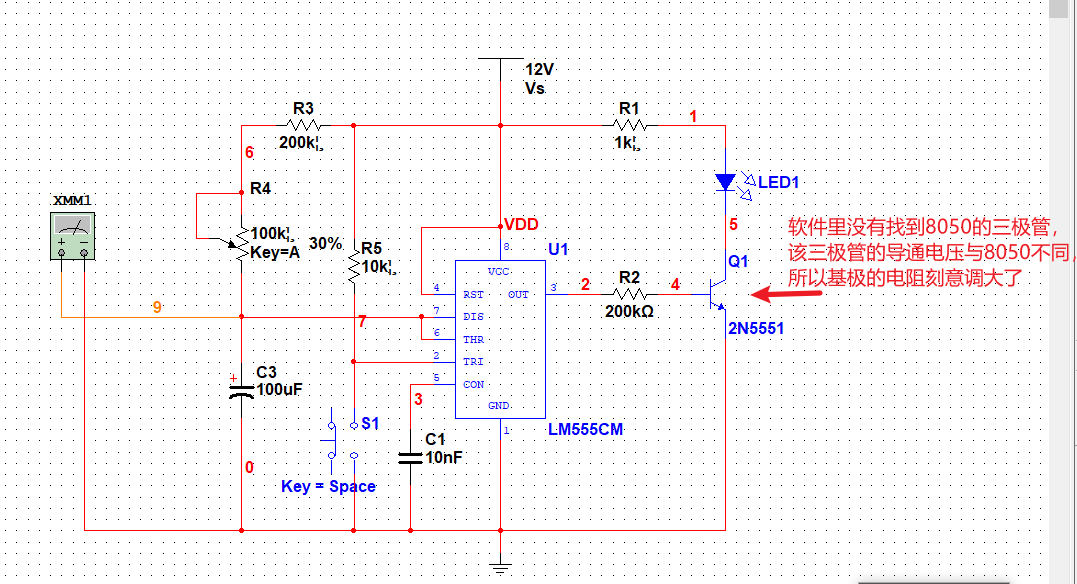 12V
Vs
R3
200k¦¸
6
R1
1k¦¸
1
R4
100k¦¸
Key=A
30%
XMM1
R5
10k¦¸
VDD
LED1
5
软件里没有找到8050的三极管，
该三极管的导通电压与8050不同，
所以基极的电阻刻意调大了
U1
8
VCC
Q1
R2
200kΩ
2
4
4
RST
OUT
3
9
7
7
DIS
6
THR
2
TRI
5
CON
GND
1
2N5551
LM555CM
C3
100uF
+
3
S1
C1
10nF
0
Key = Space